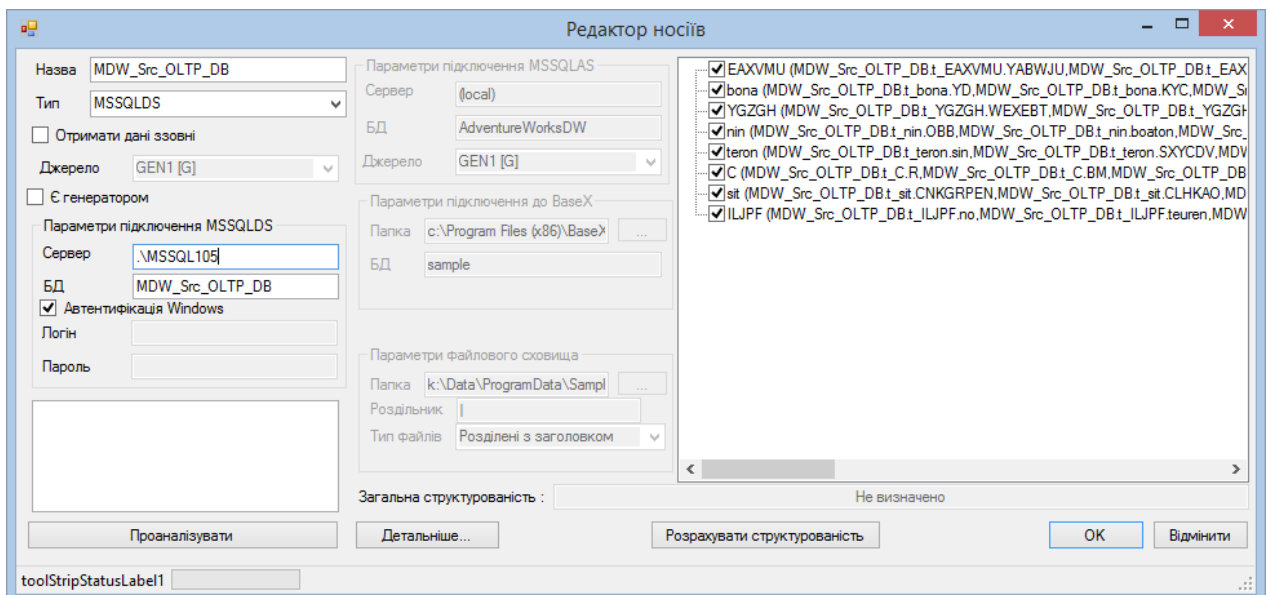 Редактор носіїв
Назва MDW_Src_OLTP_DB
Тип MSSQLDS
Отримати дані ззовні
Джерело GEN1 [G]
Є генератором
Параметри підключення MSSQLDS
Сервер .\MSSQL105
БД MDW_Src_OLTP_DB
Автентифікація Windows
Логін
Пароль
Проаналізувати
Параметри підключення MSSQLAS
Сервер (local)
БД AdventureWorksDW
Джерело GEN1 [G]
Параметри підключення до BaseX
Папка c:\Program Files (x86)\BaseX ...
БД sample
Параметри файлового сховища
Папка k:\Data\ProgramData\Sampl ...
Роздільник |
Тип файлів Розділені з заголовком
EAXVMU (MDW_Src_OLTP_DB.t_EAXVMU.YABWJU,MDW_Src_OLTP_DB.t_EAX
bona (MDW_Src_OLTP_DB.t_bona.YD,MDW_Src_OLTP_DB.t_bona.KYC,MDW_Sr
YGZGH (MDW_Src_OLTP_DB.t_YGZGH.WEXEBT,MDW_Src_OLTP_DB.t_YGZGH
nin (MDW_Src_OLTP_DB.t_nin.OBB,MDW_Src_OLTP_DB.t_nin.boaton,MDW_Src_
teron (MDW_Src_OLTP_DB.t_teron.sin,MDW_Src_OLTP_DB.t_teron.SXYCDV,MDW
C (MDW_Src_OLTP_DB.t_C.R,MDW_Src_OLTP_DB.t_C.BM,MDW_Src_OLTP_DB
sit (MDW_Src_OLTP_DB.t_sit.CNKGRPEN,MDW_Src_OLTP_DB.t_sit.CLHKAO,MD
ILJPF (MDW_Src_OLTP_DB.t_ILJPF.no,MDW_Src_OLTP_DB.t_ILJPF.teuren,MDW
Загальна структурованість : Не визначено
Детальніше... Розрахувати структурованість OK Відмінити
toolStripStatusLabel1